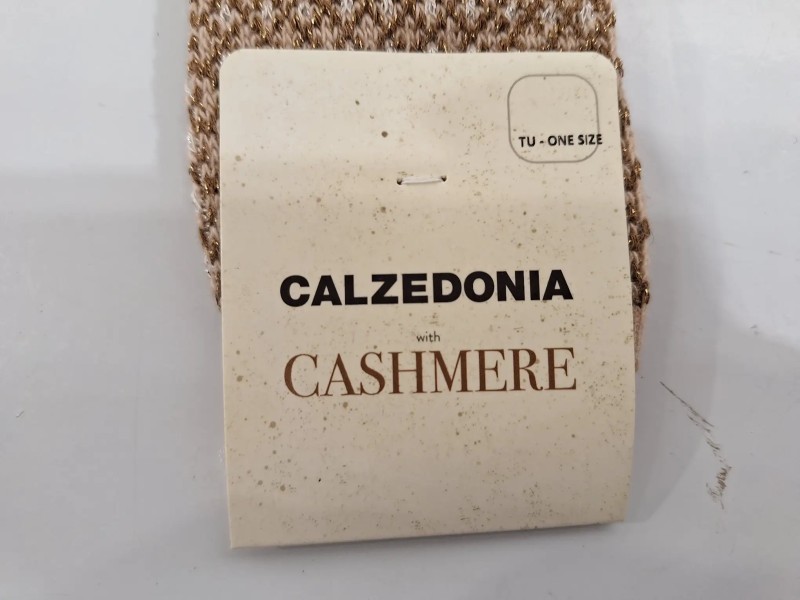 TU - ONE SIZE
CALZEDONIA
with
CASHMERE